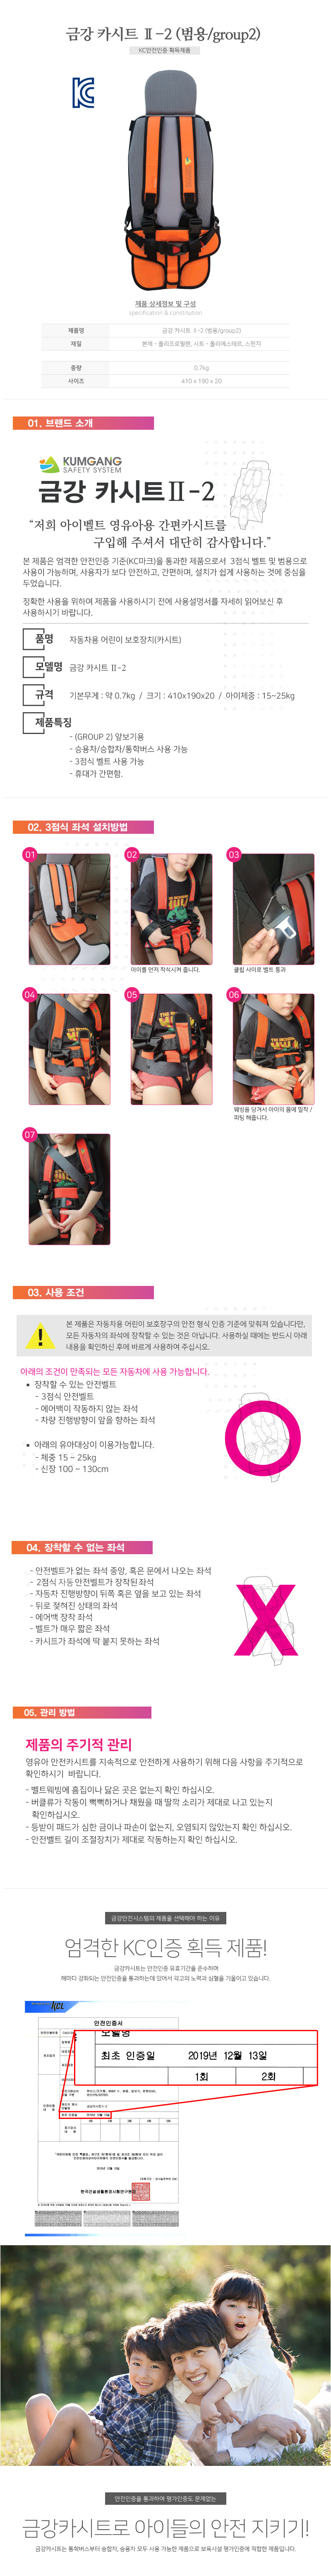 금강 카시트 Ⅱ-2 (범용/group2)
KC안전인증 획득제품
제품 상세정보 및 구성
specification & constitution
제품명 금강 카시트 Ⅱ-2 (범용/group2)
재질 본체 - 폴리프로필렌, 시트 - 폴리에스테르, 스펀지
중량 0.7kg
사이즈 410 x 190 x 20
01. 브랜드 소개
KUMGANG
SAFETY SYSTEM
금강 카시트Ⅱ-2
“저희 아이벨트 영유아용 간편카시트를
구입해 주셔서 대단히 감사합니다.”
본 제품은 엄격한 안전인증 기준(KC마크)을 통과한 제품으로서 3점식 벨트 및 범용으로
사용이 가능하며, 사용자가 보다 안전하고, 간편하며, 설치가 쉽게 사용하는 것에 중심을
두었습니다.
정확한 사용을 위하여 제품을 사용하시기 전에 사용설명서를 자세히 읽어보신 후
사용하시기 바랍니다.
품명 자동차용 어린이 보호장치(카시트)
모델명 금강 카시트 Ⅱ-2
규격 기본무게 : 약 0.7kg / 크기 : 410x190x20 / 아이체중 : 15~25kg
제품특징
- (GROUP 2) 앞보기용
- 승용차/승합차/통학버스 사용 가능
- 3점식 벨트 사용 가능
- 휴대가 간편함.
02. 3점식 좌석 설치방법
01
02
03
아이를 먼저 착석시켜 줍니다.
클립 사이로 벨트 통과
04
05
06
웨빙을 당겨서 아이의 몸에 밀착 /
피팅 해줍니다.
07
03. 사용 조건
본 제품은 자동차용 어린이 보호장구의 안전 형식 인증 기준에 맞춰져 있습니다만,
모든 자동차의 좌석에 장착할 수 있는 것은 아닙니다. 사용하실 때에는 반드시 아래
내용을 확인하신 후에 바르게 사용하여 주십시오.
아래의 조건이 만족되는 모든 자동차에 사용 가능합니다.
▪ 장착할 수 있는 안전벨트
- 3점식 안전벨트
- 에어백이 작동하지 않는 좌석
- 차량 진행방향이 앞을 향하는 좌석
▪ 아래의 유아대상이 이용가능합니다.
- 체중 15 ~ 25kg
- 신장 100 ~ 130cm
04. 장착할 수 없는 좌석
- 안전벨트가 없는 좌석 중앙, 혹은 문에서 나오는 좌석
- 2점식 자동 안전벨트가 장착된 좌석
- 자동차 진행방향이 뒤쪽 혹은 옆을 보고 있는 좌석
- 뒤로 젖혀진 상태의 좌석
- 에어백 장착 좌석
- 벨트가 매우 짧은 좌석
- 카시트가 좌석에 딱 붙지 못하는 좌석
05. 관리 방법
제품의 주기적 관리
영유아 안전카시트를 지속적으로 안전하게 사용하기 위해 다음 사항을 주기적으로
확인하시기 바랍니다.
- 벨트웨빙에 흠집이나 닳은 곳은 없는지 확인 하십시오.
- 버클류가 작동이 뻑뻑하거나 채웠을 때 딸깍 소리가 제대로 나고 있는지
확인하십시오.
- 등받이 패드가 심한 금이나 파손이 없는지, 오염되지 않았는지 확인 하십시오.
- 안전벨트 길이 조절장치가 제대로 작동하는지 확인 하십시오.
금강안전시스템의 제품을 선택해야 하는 이유
엄격한 KC인증 획득 제품!
금강카시트는 안전인증 유효기간을 준수하며
해마다 강화되는 안전인증을 통과하는데 있어서 각고의 노력과 심혈을 기울이고 있습니다.
kcl
안전인증서
모델명
최초 인증일 2019년 12월 13일
1회 2회
한국건설생활환경시험연구원
안전인증을 통과하여 평가인증도 문제없는
금강카시트로 아이들의 안전 지키기!
금강카시트는 통학버스부터 승합차, 승용차 모두 사용 가능한 제품으로 보육시설 평가인증에 적합한 제품입니다.